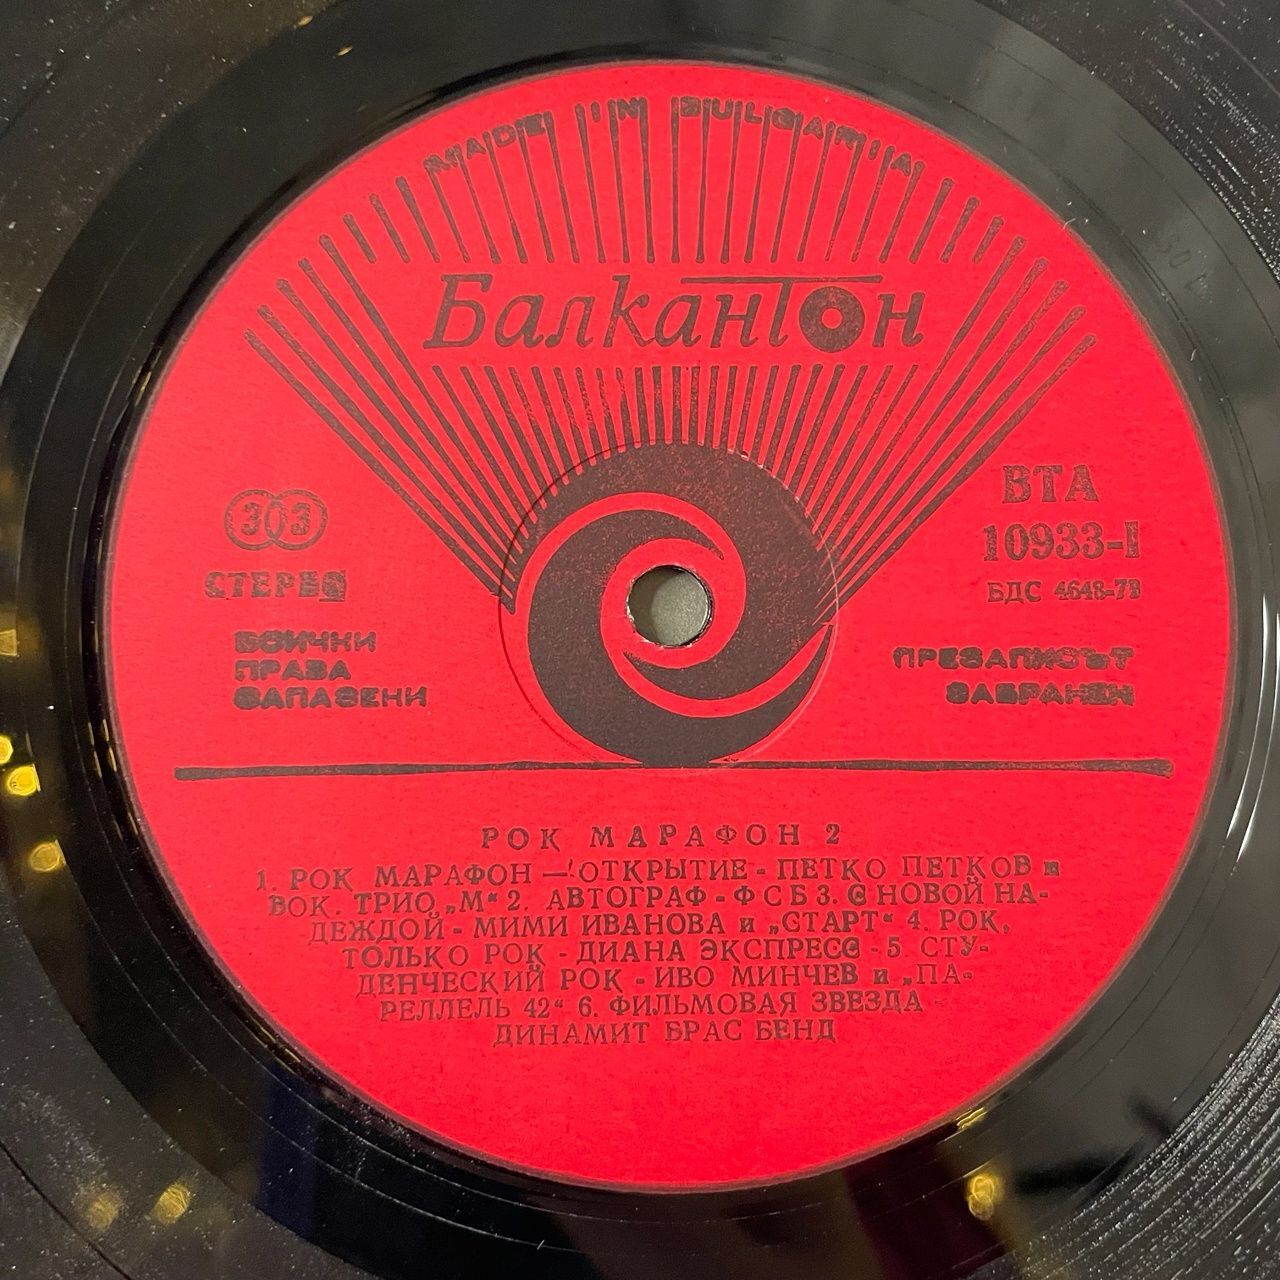 MADE IN BULGARIA
Балкантон
ВТА
10933-I
БДС 4648-73
СТЕРЕО
ВСИЧКИ
ПРАВА
ЗАПАЗЕНИ
ПРЕЗАПИСЪТ
ЗАБРАНЕН
РОК МАРАФОН 2
1. РОК МАРАФОН — ОТКРЫТИЕ - ПЕТКО ПЕТКОВ и
ВОК. ТРИО „М“ 2. АВТОГРАФ - Ф С Б 3. С НОВОЙ НА-
ДЕЖДОЙ - МИМИ ИВАНОВА и „СТАРТ“ 4. РОК,
ТОЛЬКО РОК - ДИАНА ЭКСПРЕСС - 5. СТУ-
ДЕНЧЕСКИЙ РОК - ИВО МИНЧЕВ и „ПА-
РЕЛЛЕЛЬ 42“ 6. ФИЛЬМОВАЯ ЗВЕЗДА -
ДИНАМИТ БРАС БЕНД